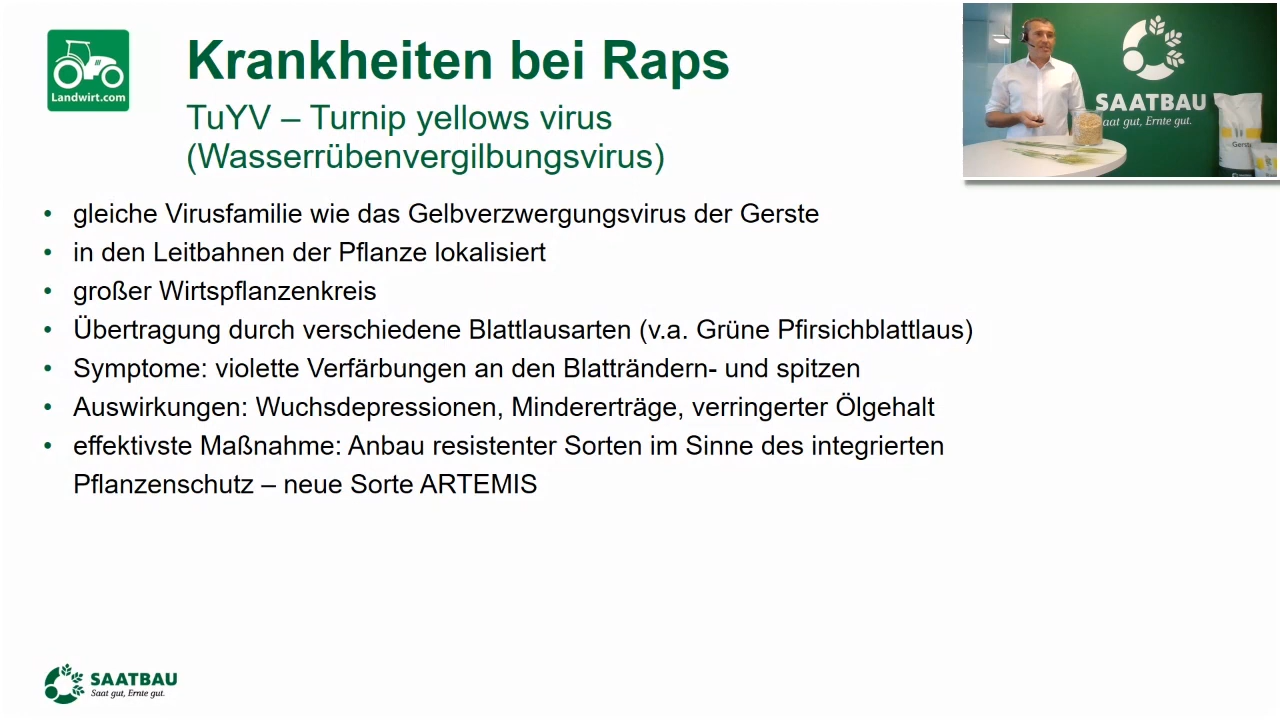 Landwirt.com
Krankheiten bei Raps
TuYV – Turnip yellows virus
(Wasserrübenvergilbungsvirus)
SAATBAU
aat gut, Ernte gut.
Gerst
• gleiche Virusfamilie wie das Gelbverzwergungsvirus der Gerste
• in den Leitbahnen der Pflanze lokalisiert
• großer Wirtspflanzenkreis
• Übertragung durch verschiedene Blattlausarten (v.a. Grüne Pfirsichblattlaus)
• Symptome: violette Verfärbungen an den Blatträndern- und spitzen
• Auswirkungen: Wuchsdepressionen, Mindererträge, verringerter Ölgehalt
• effektivste Maßnahme: Anbau resistenter Sorten im Sinne des integrierten
Pflanzenschutz – neue Sorte ARTEMIS
SAATBAU
Saat gut, Ernte gut.